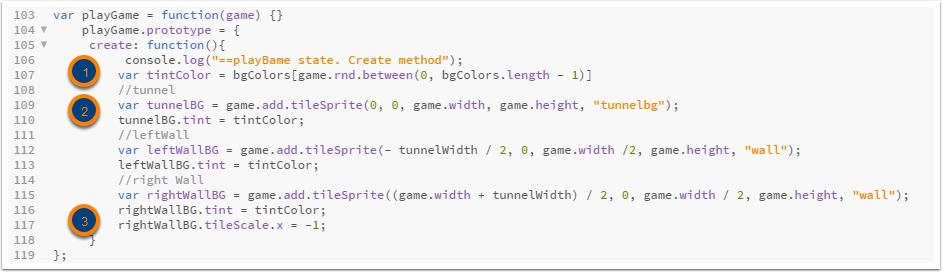 103 var playGame = function(game) {}
104 playGame.prototype = {
105 create: function(){
106 console.log("==playBame state. Create method");
1
107 var tintColor = bgColors[game.rnd.between(0, bgColors.length - 1)]
108 //tunnel
2
109 var tunnelBG = game.add.tileSprite(0, 0, game.width, game.height, "tunnelbg");
110 tunnelBG.tint = tintColor;
111 //leftWall
112 var leftWallBG = game.add.tileSprite(- tunnelWidth / 2, 0, game.width /2, game.height, "wall");
113 leftWallBG.tint = tintColor;
114 //right Wall
115 var rightWallBG = game.add.tileSprite((game.width + tunnelWidth) / 2, 0, game.width / 2, game.height, "wall");
116 rightWallBG.tint = tintColor;
3
117 rightWallBG.tileScale.x = -1;
118 }
119 };